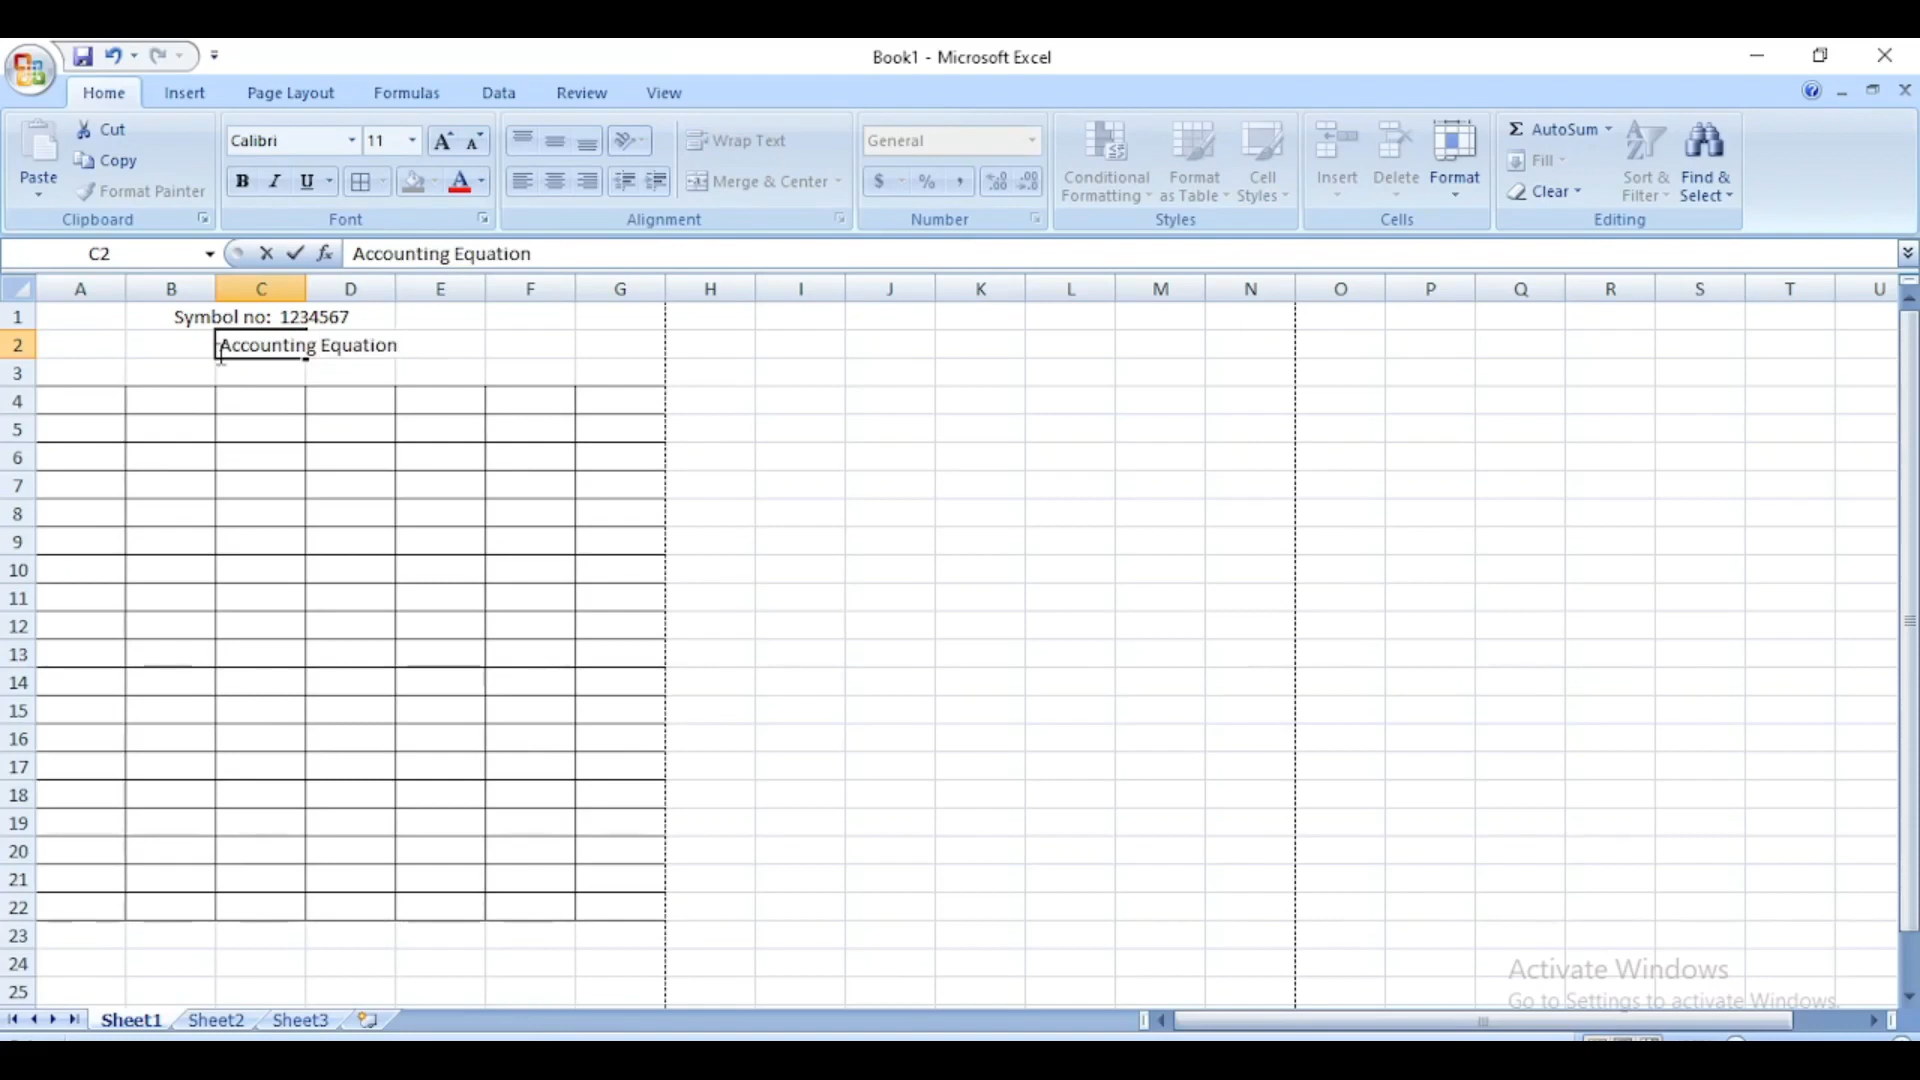 Book1 - Microsoft Excel
Home Insert Page Layout Formulas Data Review View
Paste
Cut
Copy
Format Painter
Clipboard
Calibri 11
B I U
Font
Wrap Text
Merge & Center
Alignment
General
$ % ,
Number
Conditional Formatting
Format as Table
Cell Styles
Styles
Insert Delete Format
Cells
Σ AutoSum
Fill
Clear
Sort & Filter
Find & Select
Editing
C2 fx Accounting Equation
A B C D E F G H I J K L M N O P Q R S T U
1 Symbol no: 1234567
2 Accounting Equation
3
4
5
6
7
8
9
10
11
12
13
14
15
16
17
18
19
20
21
22
23
24
25
Activate Windows
Go to Settings to activate Windows.
Sheet1 Sheet2 Sheet3